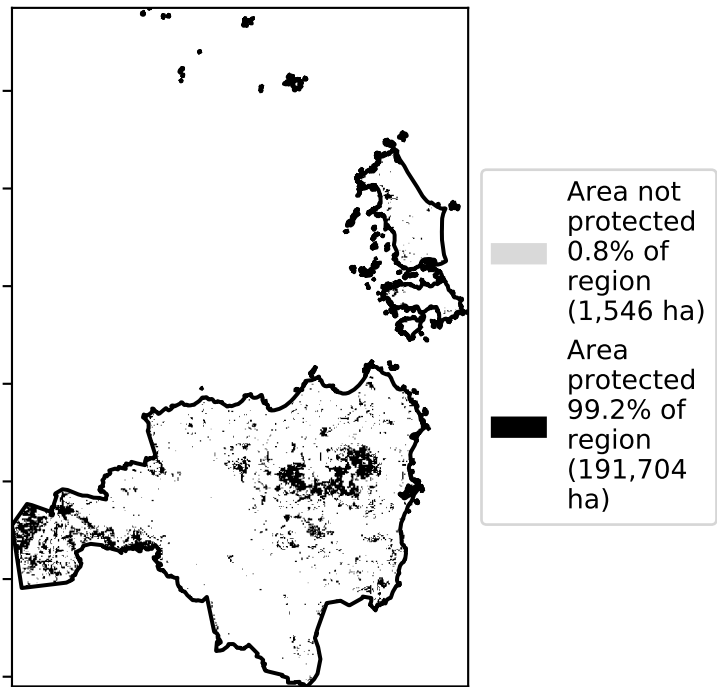 Area not
protected
0.8% of
region
(1,546 ha)
Area
protected
99.2% of
region
(191,704
ha)